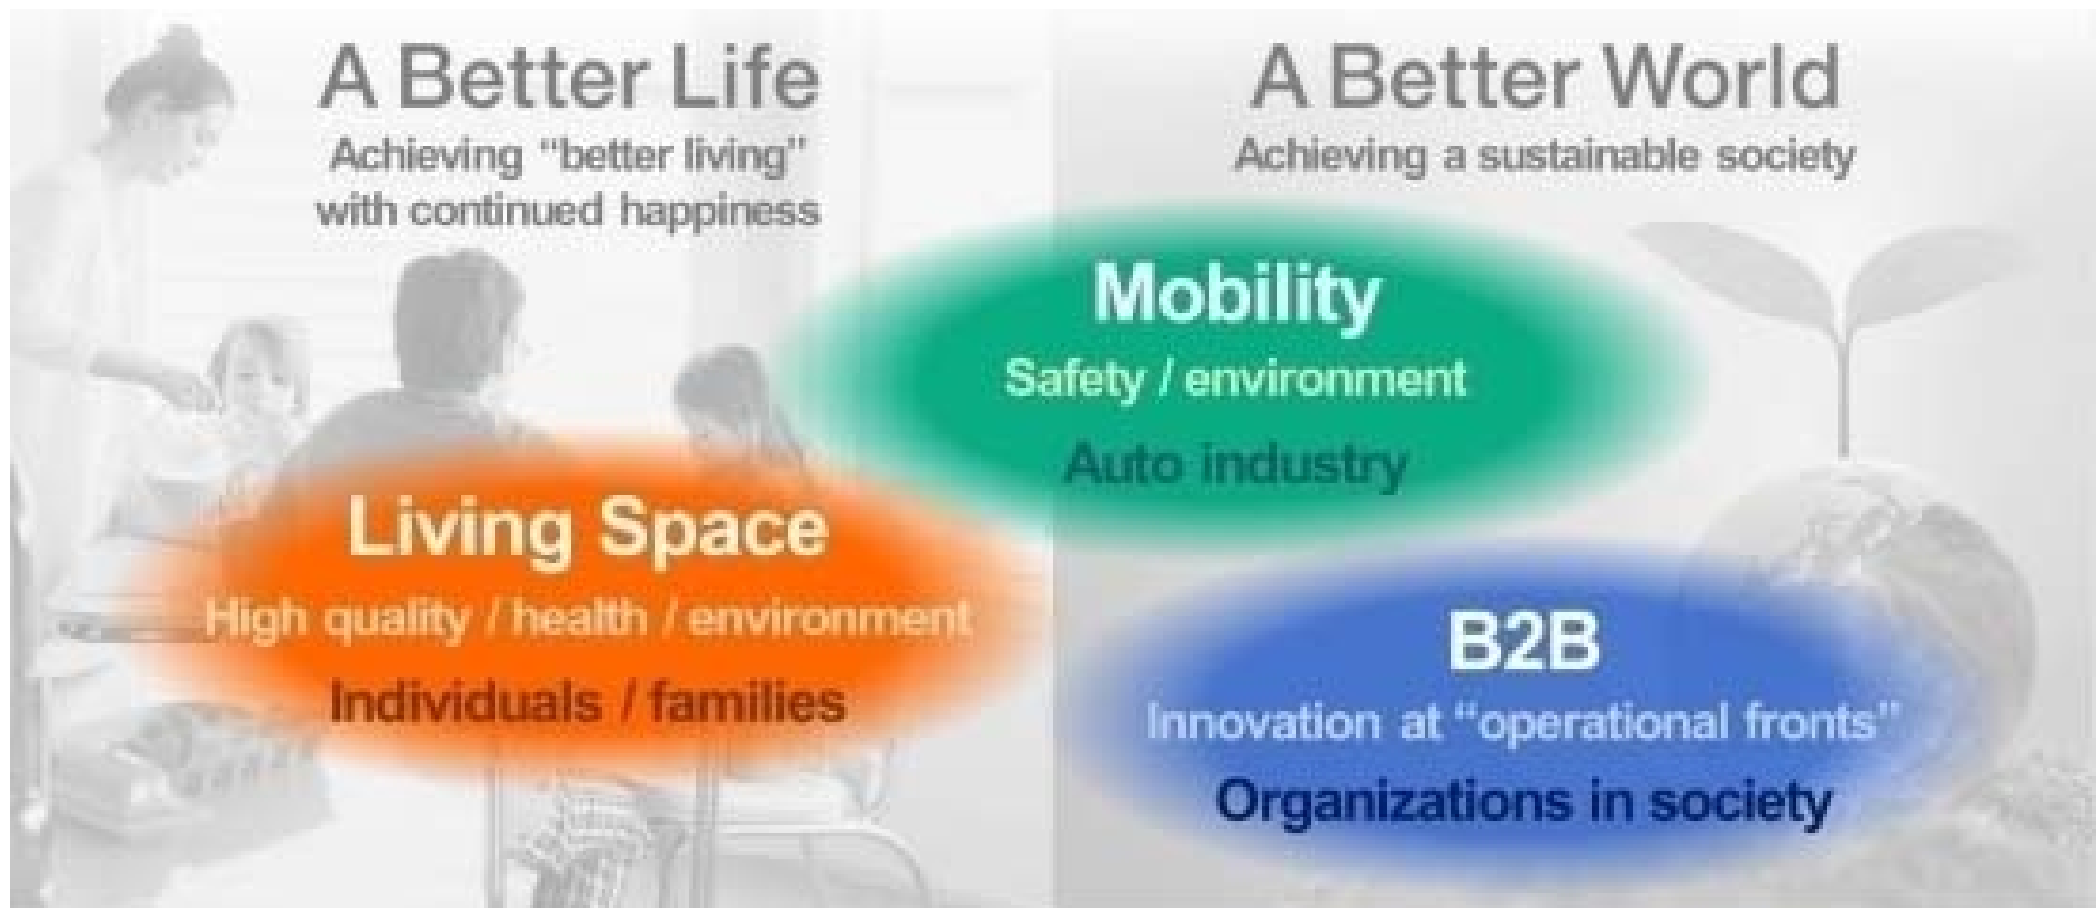 A Better Life
Achieving “better living”
with continued happiness
A Better World
Achieving a sustainable society
Mobility
Safety / environment
Auto industry
Living Space
High quality / health / environment
Individuals / families
B2B
Innovation at “operational fronts”
Organizations in society